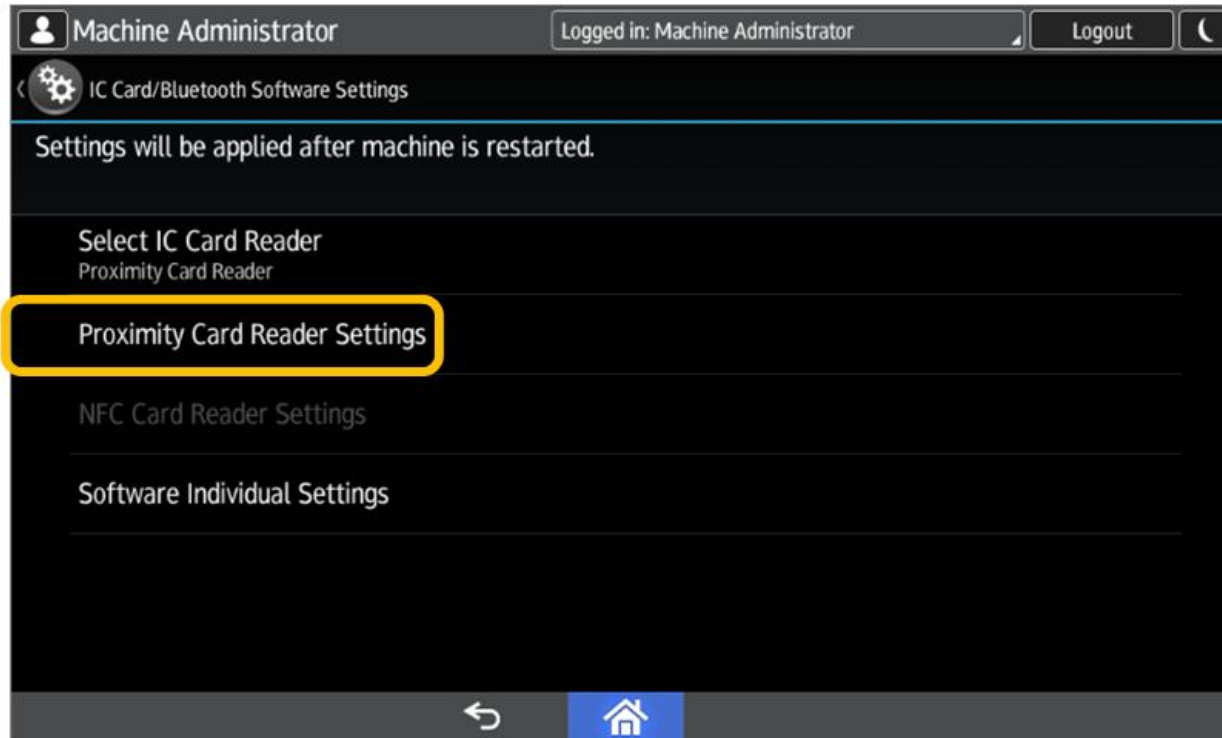 Machine Administrator
Logged in: Machine Administrator
Logout
IC Card/Bluetooth Software Settings
Settings will be applied after machine is restarted.
Select IC Card Reader
Proximity Card Reader
Proximity Card Reader Settings
NFC Card Reader Settings
Software Individual Settings